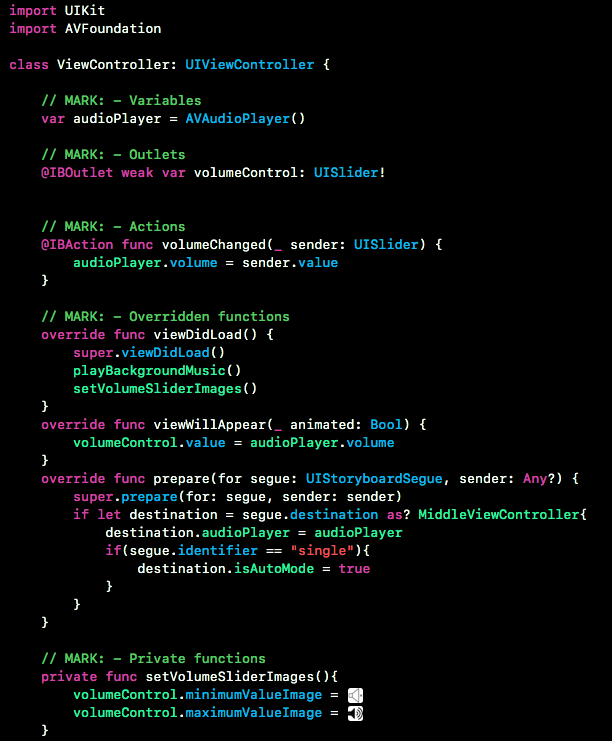 import UIKit
import AVFoundation
class ViewController: UIViewController {
// MARK: - Variables
var audioPlayer = AVAudioPlayer()
// MARK: - Outlets
@IBOutlet weak var volumeControl: UISlider!
// MARK: - Actions
@IBAction func volumeChanged(_ sender: UISlider) {
audioPlayer.volume = sender.value
}
// MARK: - Overridden functions
override func viewDidLoad() {
super.viewDidLoad()
playBackgroundMusic()
setVolumeSliderImages()
}
override func viewWillAppear(_ animated: Bool) {
volumeControl.value = audioPlayer.volume
}
override func prepare(for segue: UIStoryboardSegue, sender: Any?) {
super.prepare(for: segue, sender: sender)
if let destination = segue.destination as? MiddleViewController{
destination.audioPlayer = audioPlayer
if(segue.identifier == "single"){
destination.isAutoMode = true
}
}
}
// MARK: - Private functions
private func setVolumeSliderImages(){
volumeControl.minimumValueImage =
volumeControl.maximumValueImage =
}